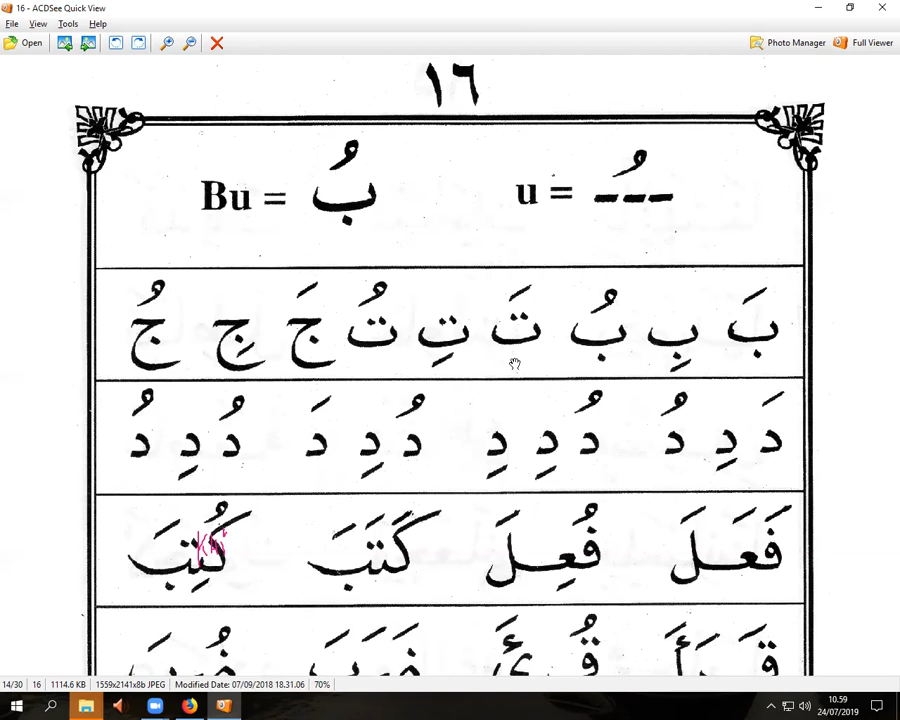 16 - ACDSee Quick View
File View Tools Help
Open Photo Manager Full Viewer
١٦
ـُ = u بُ = Bu
بَ بِ بُ تَ تِ تُ جَ جِ جُ
دَ دِ دُ دُ دِ دِ دُ دِ دَ دُ دِ دُ
فَعَلَ فُعِلَ كَتَبَ كُتِبَ
قَرَأَ قُرِئَ ضَرَبَ ضُرِبَ
14/30 16 1114.6 KB 1559x2141x8b JPEG Modified Date: 07/09/2018 18.31.06 70%
10.59
24/07/2019